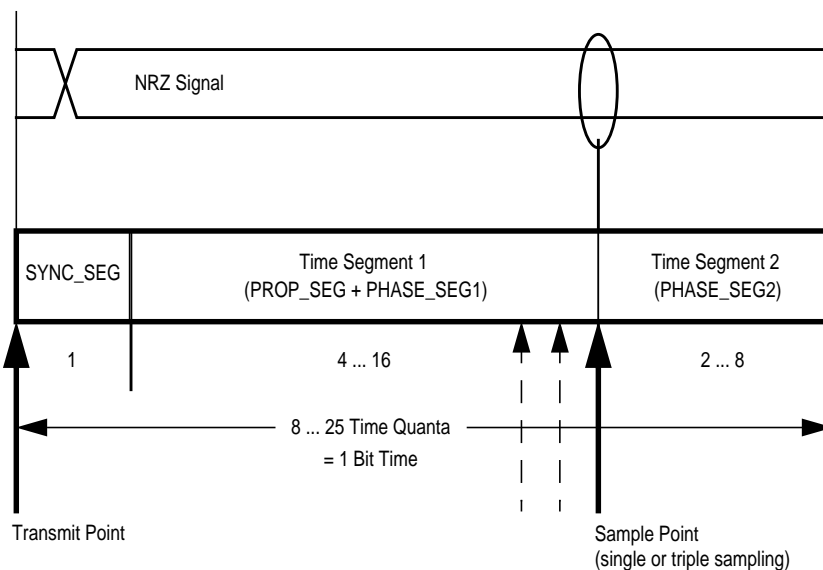 NRZ Signal
SYNC_SEG
Time Segment 1
(PROP_SEG + PHASE_SEG1)
Time Segment 2
(PHASE_SEG2)
1
4 ... 16
2 ... 8
8 ... 25 Time Quanta
= 1 Bit Time
Transmit Point
Sample Point
(single or triple sampling)